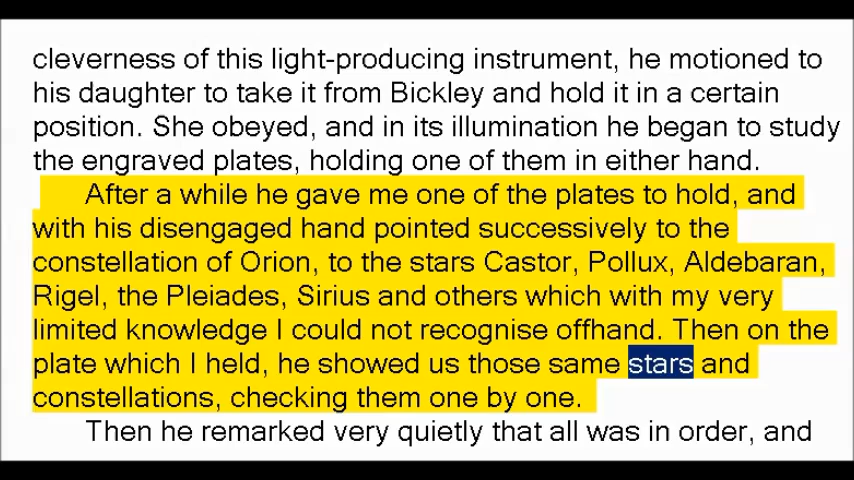 cleverness of this light-producing instrument, he motioned to
his daughter to take it from Bickley and hold it in a certain
position. She obeyed, and in its illumination he began to study
the engraved plates, holding one of them in either hand.
After a while he gave me one of the plates to hold, and
with his disengaged hand pointed successively to the
constellation of Orion, to the stars Castor, Pollux, Aldebaran,
Rigel, the Pleiades, Sirius and others which with my very
limited knowledge I could not recognise offhand. Then on the
plate which I held, he showed us those same stars and
constellations, checking them one by one.
Then he remarked very quietly that all was in order, and